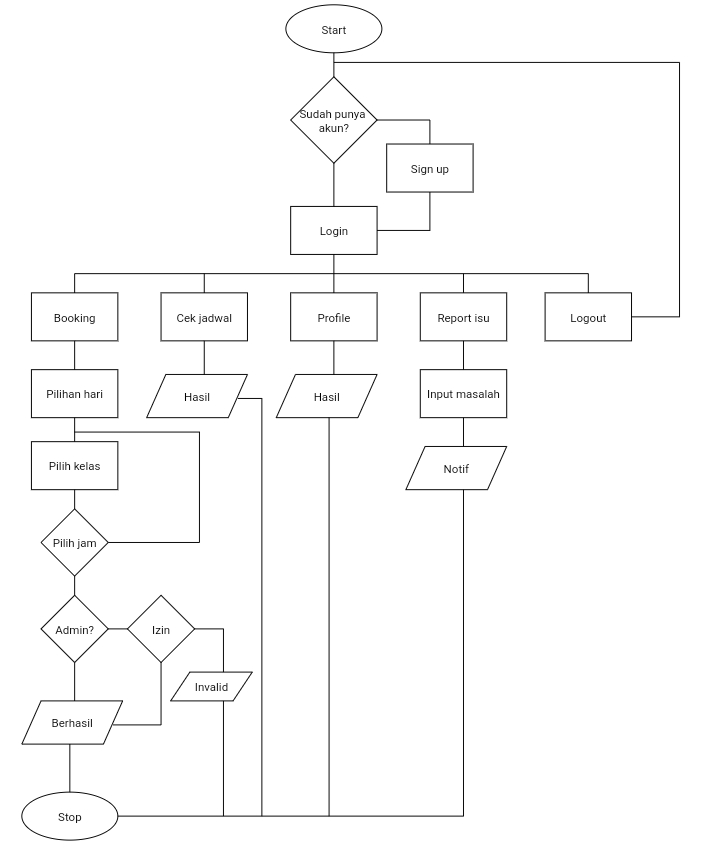 Start
Sudah punya
akun?
Sign up
Login
Booking
Cek jadwal
Profile
Report isu
Logout
Pilihan hari
Hasil
Hasil
Input masalah
Pilih kelas
Notif
Pilih jam
Admin?
Izin
Invalid
Berhasil
Stop